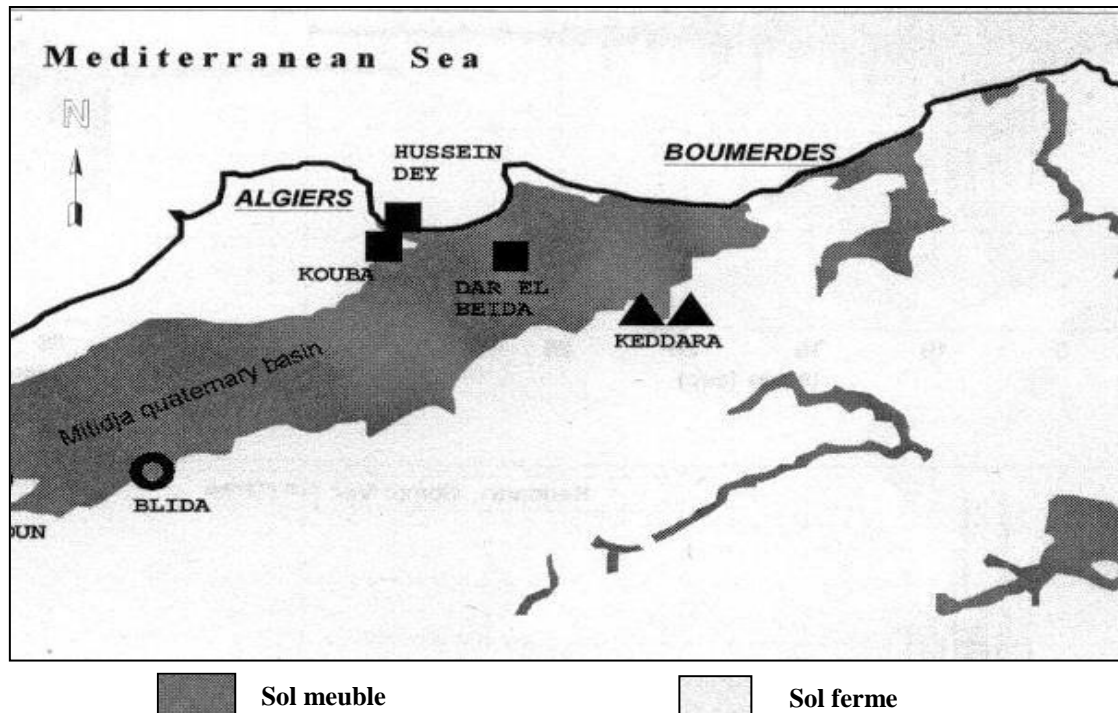 Mediterranean Sea
N
HUSSEIN
DEY
BOUMERDES
ALGIERS
KOUBA
DAR EL
BEIDA
KEDDARA
Mitidja quaternary basin
BLIDA
OUN
Sol meuble
Sol ferme